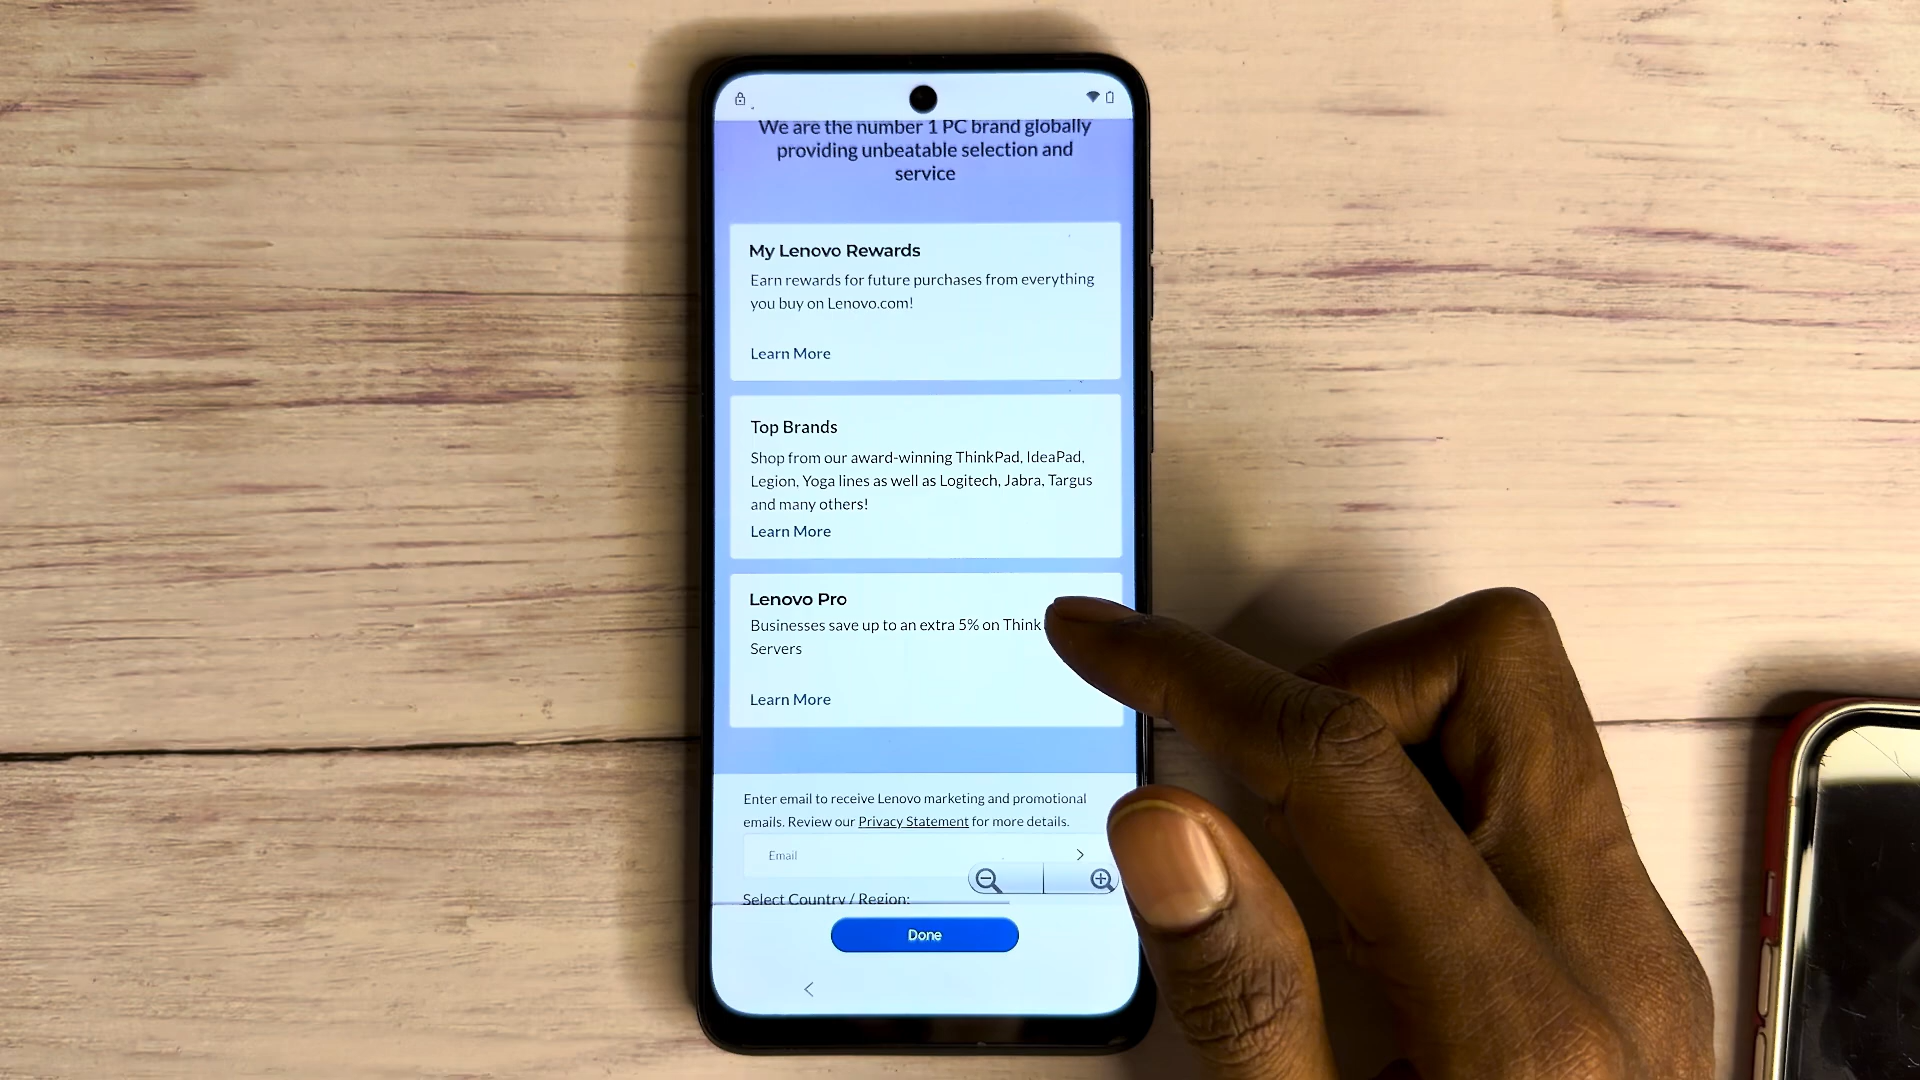 We are the number 1 PC brand globally
providing unbeatable selection and
service
My Lenovo Rewards
Earn rewards for future purchases from everything
you buy on Lenovo.com!
Learn More
Top Brands
Shop from our award-winning ThinkPad, IdeaPad,
Legion, Yoga lines as well as Logitech, Jabra, Targus
and many others!
Learn More
Lenovo Pro
Businesses save up to an extra 5% on Think
Servers
Learn More
Enter email to receive Lenovo marketing and promotional
emails. Review our Privacy Statement for more details.
Email
Select Country / Region:
Done